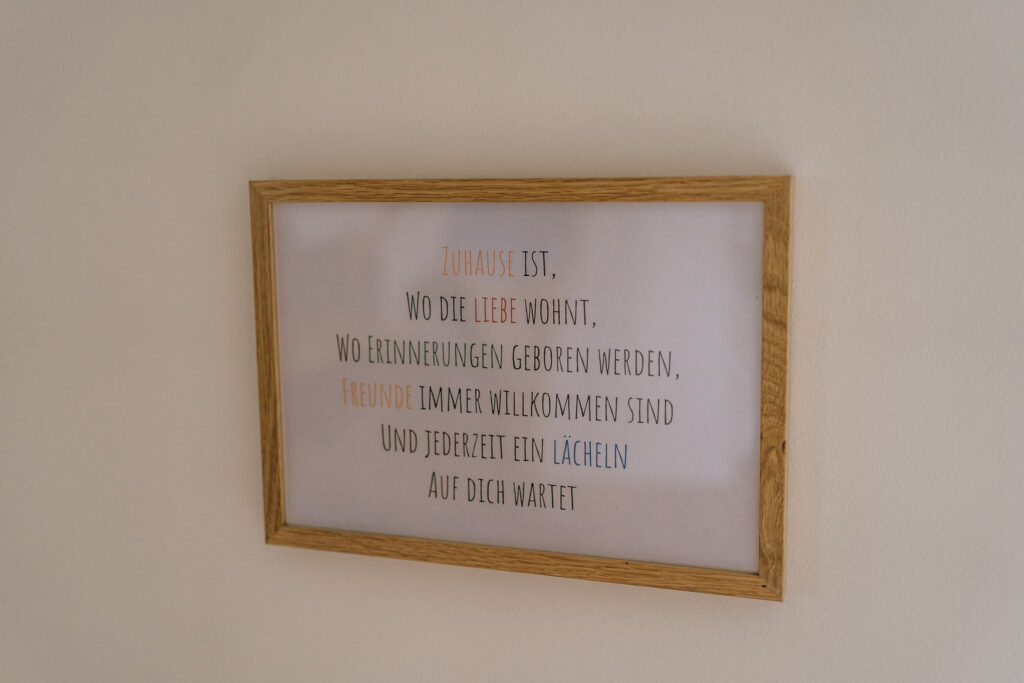 Zuhause ist,
Wo die Liebe wohnt,
Wo Erinnerungen geboren werden,
Freunde immer willkommen sind
Und jederzeit ein Lächeln
Auf dich wartet